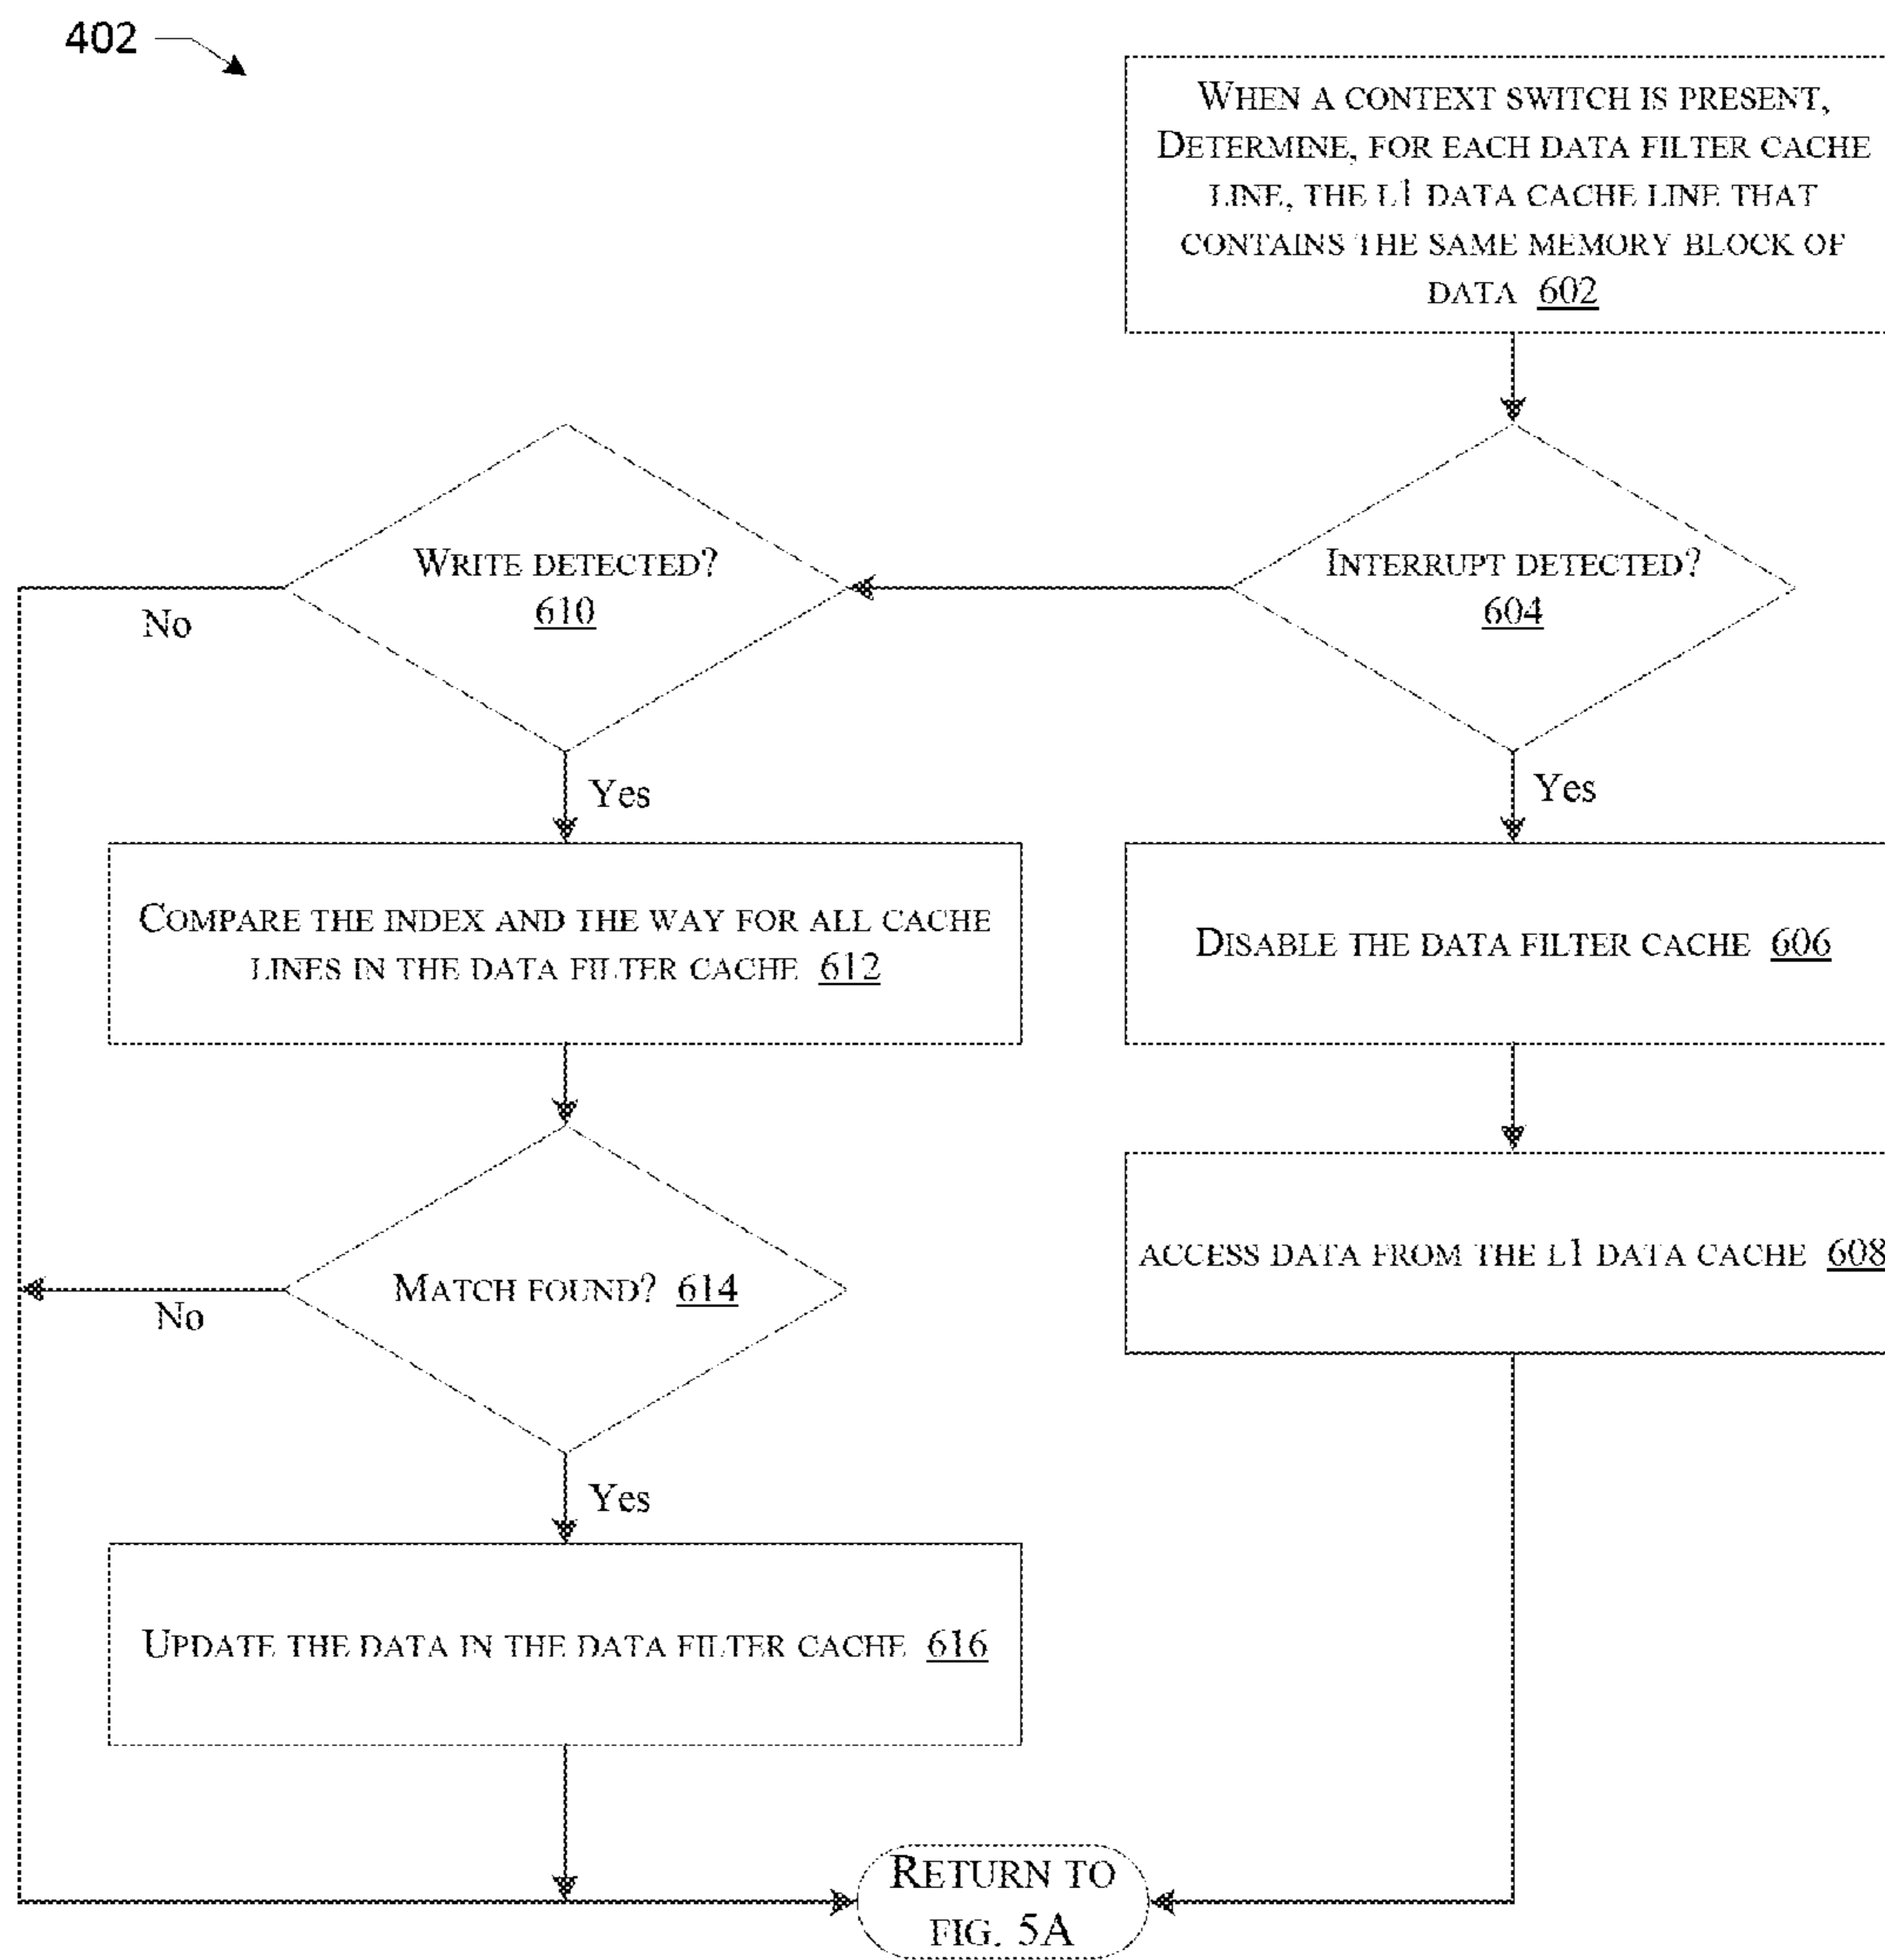 402
WHEN A CONTEXT SWITCH IS PRESENT,
DETERMINE, FOR EACH DATA FILTER CACHE
LINE, THE L1 DATA CACHE LINE THAT
CONTAINS THE SAME MEMORY BLOCK OF
DATA 602
INTERRUPT DETECTED?
604
Yes
DISABLE THE DATA FILTER CACHE 606
ACCESS DATA FROM THE L1 DATA CACHE 608
WRITE DETECTED?
610
No
Yes
COMPARE THE INDEX AND THE WAY FOR ALL CACHE
LINES IN THE DATA FILTER CACHE 612
MATCH FOUND? 614
No
Yes
UPDATE THE DATA IN THE DATA FILTER CACHE 616
RETURN TO
FIG. 5A